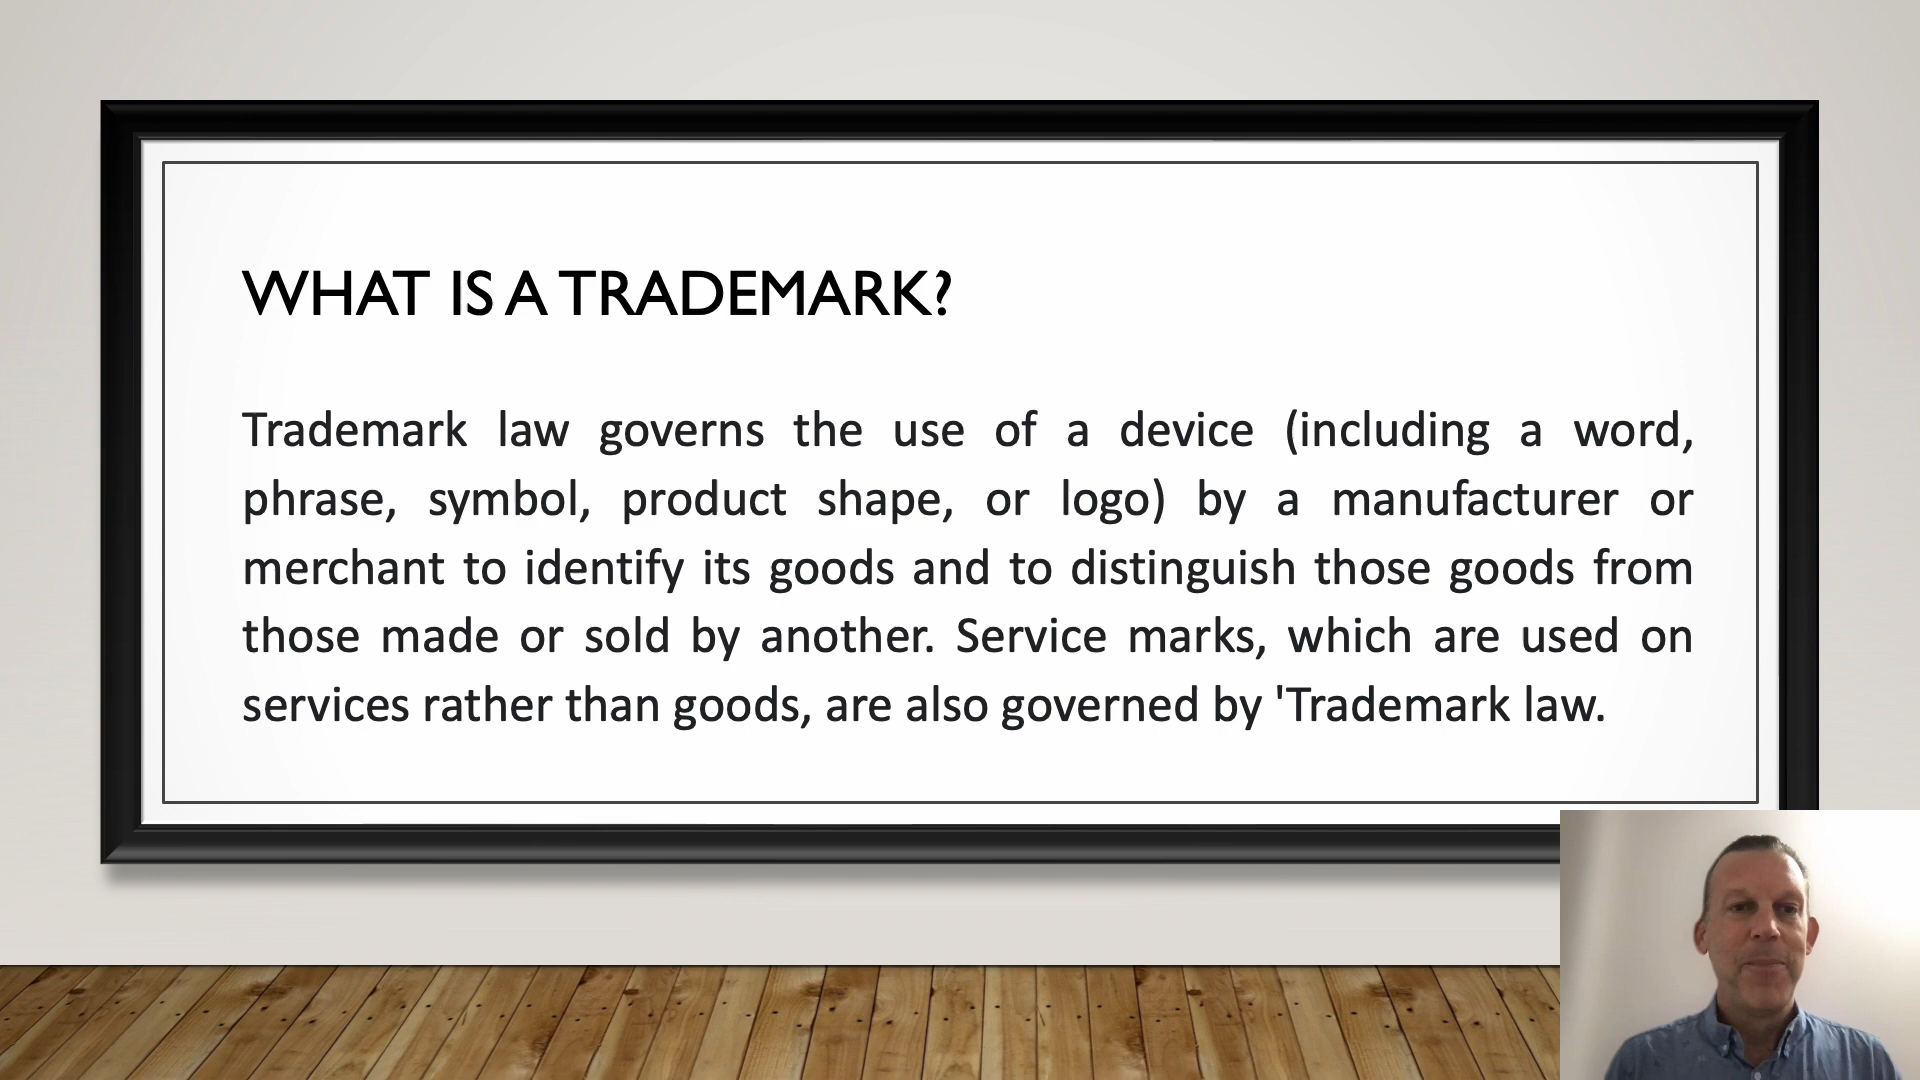 WHAT IS A TRADEMARK?
Trademark law governs the use of a device (including a word,
phrase, symbol, product shape, or logo) by a manufacturer or
merchant to identify its goods and to distinguish those goods from
those made or sold by another. Service marks, which are used on
services rather than goods, are also governed by 'Trademark law.